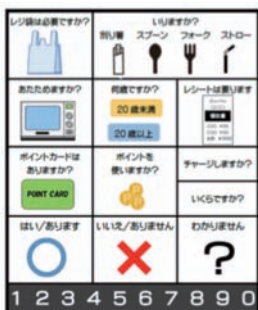 レジ袋は必要ですか?
いりますか?
割り箸 スプーン フォーク ストロー
あたためますか?
何歳ですか?
20歳未満
20歳以上
レシートは要ります
領収書
ポイントカードは
ありますか?
POINT CARD
ポイントを
使いますか?
チャージしますか?
いくらですか?
はい/あります
いいえ/ありません
わかりません
?
1 2 3 4 5 6 7 8 9 0